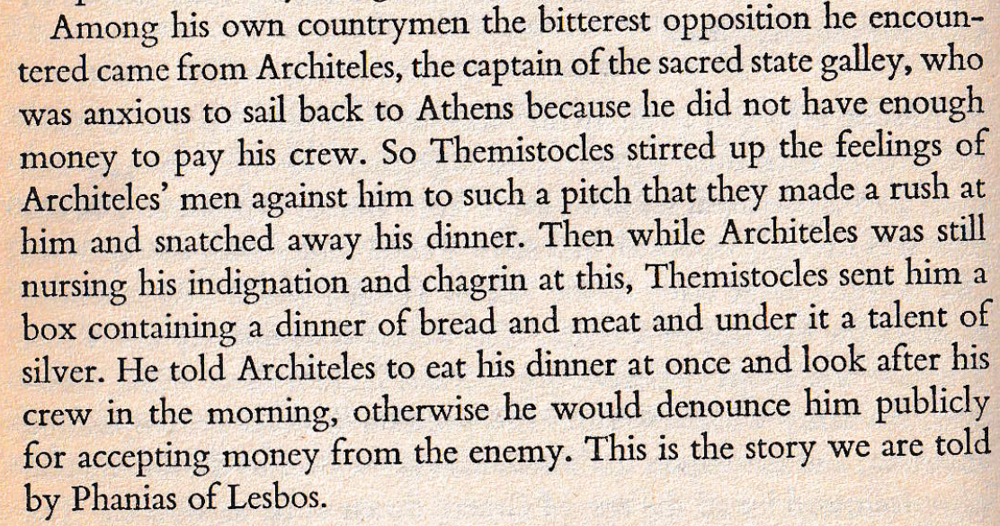 Among his own countrymen the bitterest opposition he encoun-
tered came from Architeles, the captain of the sacred state galley, who
was anxious to sail back to Athens because he did not have enough
money to pay his crew. So Themistocles stirred up the feelings of
Architeles’ men against him to such a pitch that they made a rush at
him and snatched away his dinner. Then while Architeles was still
nursing his indignation and chagrin at this, Themistocles sent him a
box containing a dinner of bread and meat and under it a talent of
silver. He told Architeles to eat his dinner at once and look after his
crew in the morning, otherwise he would denounce him publicly
for accepting money from the enemy. This is the story we are told
by Phanias of Lesbos.